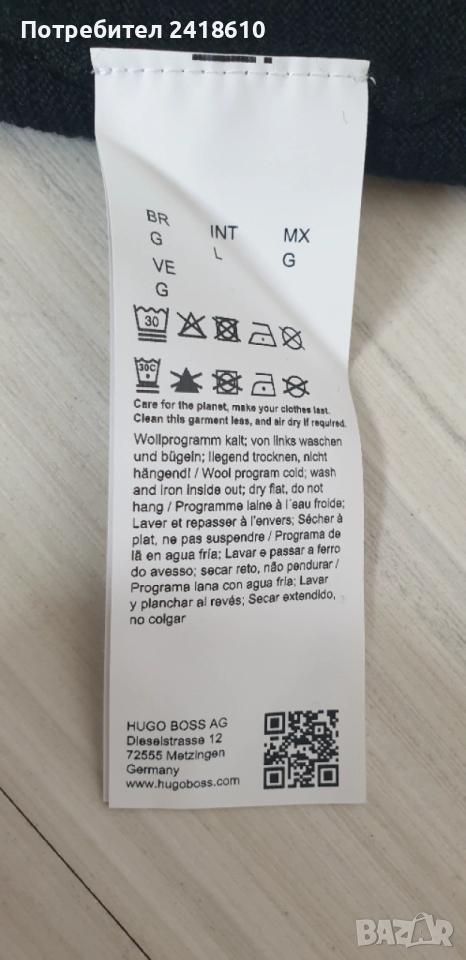 Потребител 2418610
BR
G
INT
L
MX
G
VE
G
30
30C
Care for the planet, make your clothes last.
Clean this garment less, and air dry if required.
Wollprogramm kalt; von links waschen
und bügeln; liegend trocknen, nicht
hängend! / Wool program cold; wash
and iron inside out; dry flat, do not
hang / Programme laine à l'eau froide;
Laver et repasser à l'envers; Sécher à
plat, ne pas suspendre / Programa de
lã en agua fría; Lavar e passar a ferro
do avesso; secar reto, não pendurar /
Programa lana con agua fría; Lavar
y planchar al revés; Secar extendido,
no colgar
HUGO BOSS AG
Dieselstrasse 12
72555 Metzingen
Germany
www.hugoboss.com
BAZAR